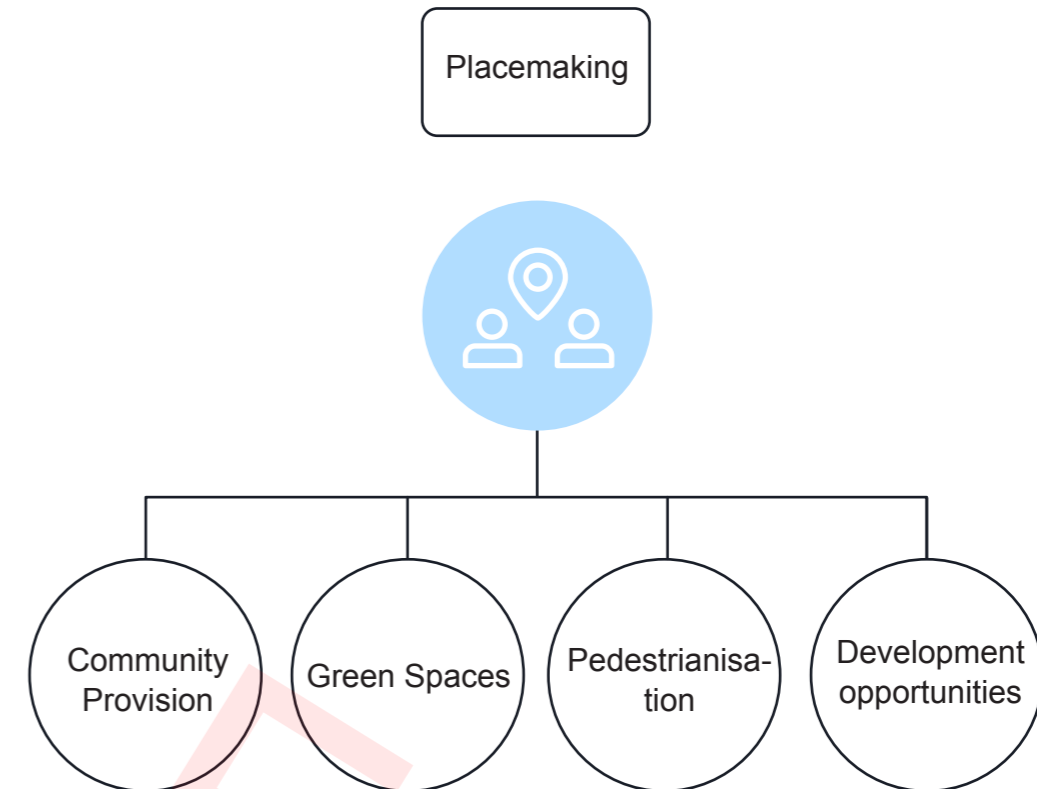 Placemaking
Community
Provision
Green Spaces
Pedestrianisa-
tion
Development
opportunities